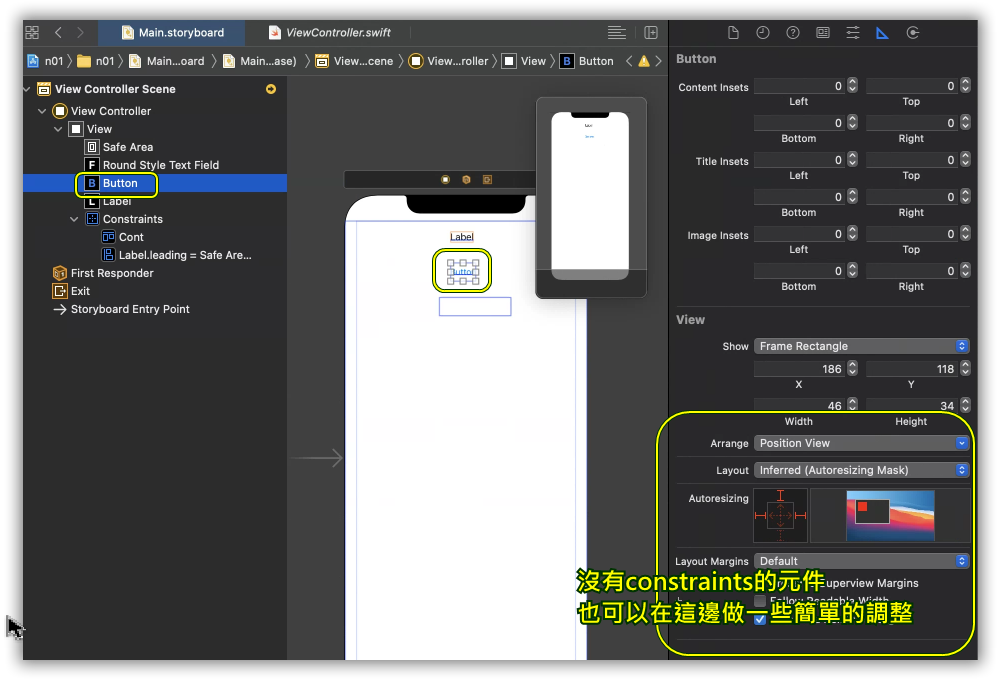 Main.storyboard
ViewController.swift
n01
n01
Main...oard
Main...ase)
View...cene
View...roller
View
B Button
View Controller Scene
View Controller
View
Safe Area
F Round Style Text Field
B Button
L Label
Constraints
Cont
Label.leading = Safe Are...
First Responder
Exit
Storyboard Entry Point
Label
Button
Content Insets 0 0
Left Top
0 0
Bottom Right
Title Insets 0 0
Left Top
0 0
Bottom Right
Image Insets 0 0
Left Top
0 0
Bottom Right
View
Show Frame Rectangle
186 118
X Y
46 34
Width Height
Arrange Position View
Layout Inferred (Autoresizing Mask)
Autoresizing
Layout Margins Default
Superview Margins
Follow Readable Width
沒有constraints的元件
也可以在這邊做一些簡單的調整